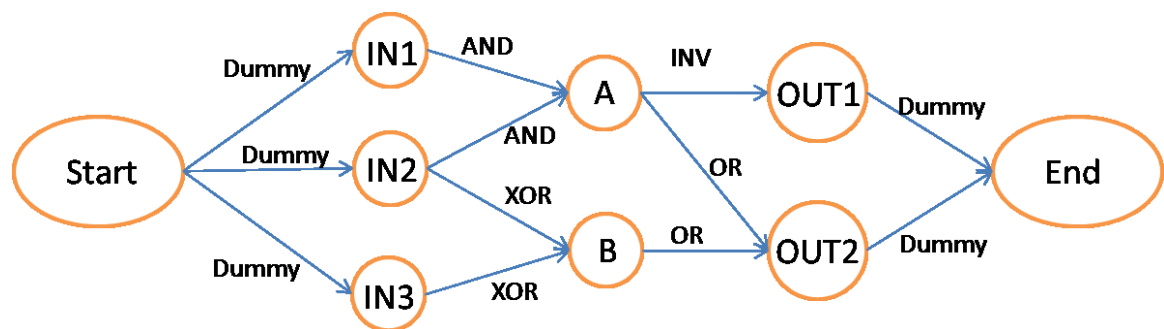 Start
Dummy
Dummy
Dummy
IN1
IN2
IN3
AND
AND
XOR
XOR
A
B
INV
OR
OR
OUT1
OUT2
Dummy
Dummy
End